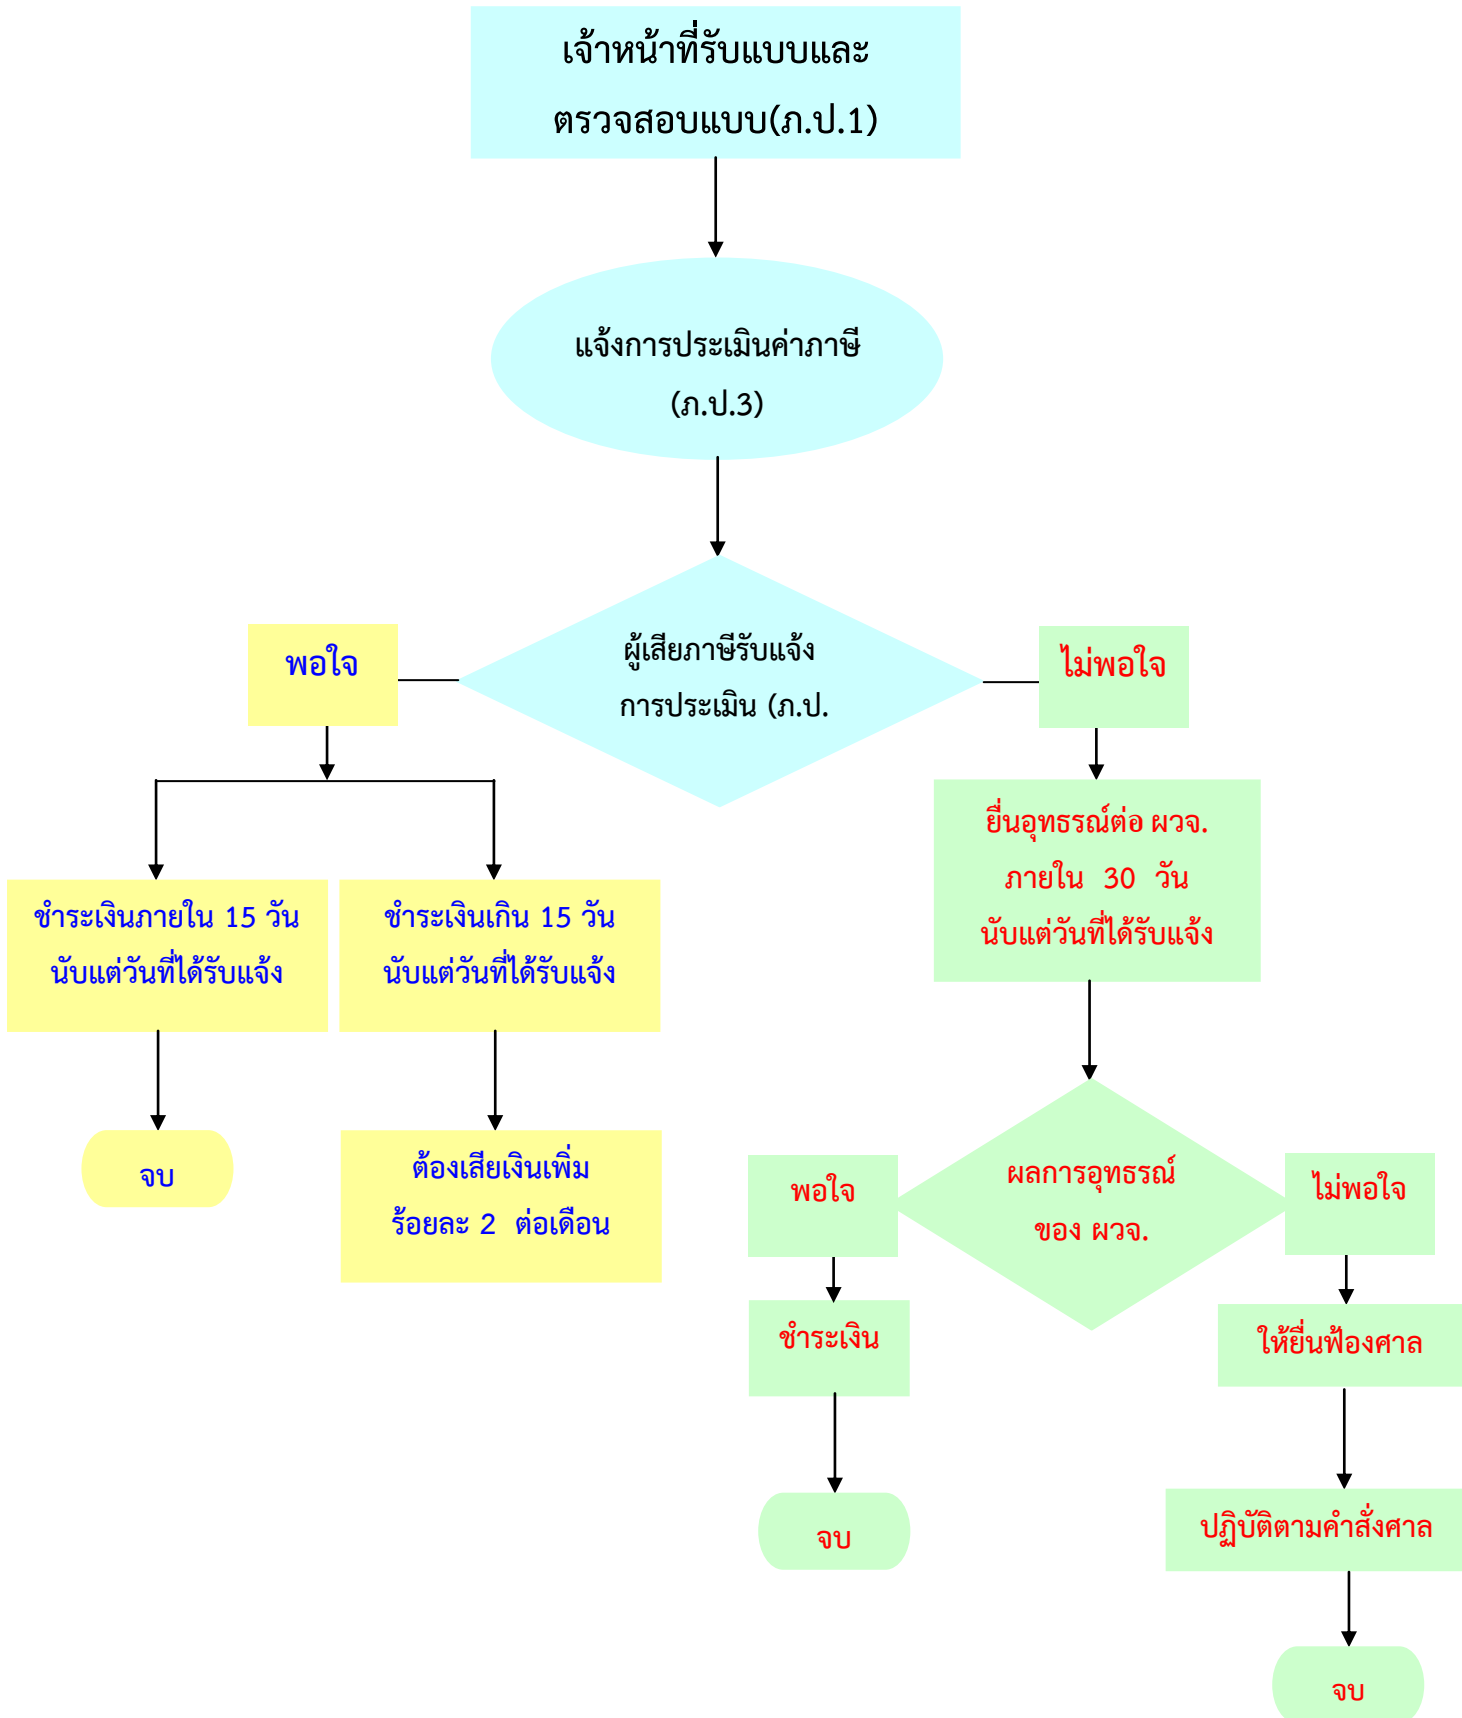 เจ้าหน้าที่รับแบบและ
ตรวจสอบแบบ(ภ.ป.1)
แจ้งการประเมินค่าภาษี
(ภ.ป.3)
ผู้เสียภาษีรับแจ้ง
การประเมิน (ภ.ป.
พอใจ
ไม่พอใจ
ชำระเงินภายใน 15 วัน
นับแต่วันที่ได้รับแจ้ง
ชำระเงินเกิน 15 วัน
นับแต่วันที่ได้รับแจ้ง
ยื่นอุทธรณ์ต่อ ผวจ.
ภายใน 30 วัน
นับแต่วันที่ได้รับแจ้ง
จบ
ต้องเสียเงินเพิ่ม
ร้อยละ 2 ต่อเดือน
ผลการอุทธรณ์
ของ ผวจ.
พอใจ
ไม่พอใจ
ชำระเงิน
ให้ยื่นฟ้องศาล
จบ
ปฏิบัติตามคำสั่งศาล
จบ